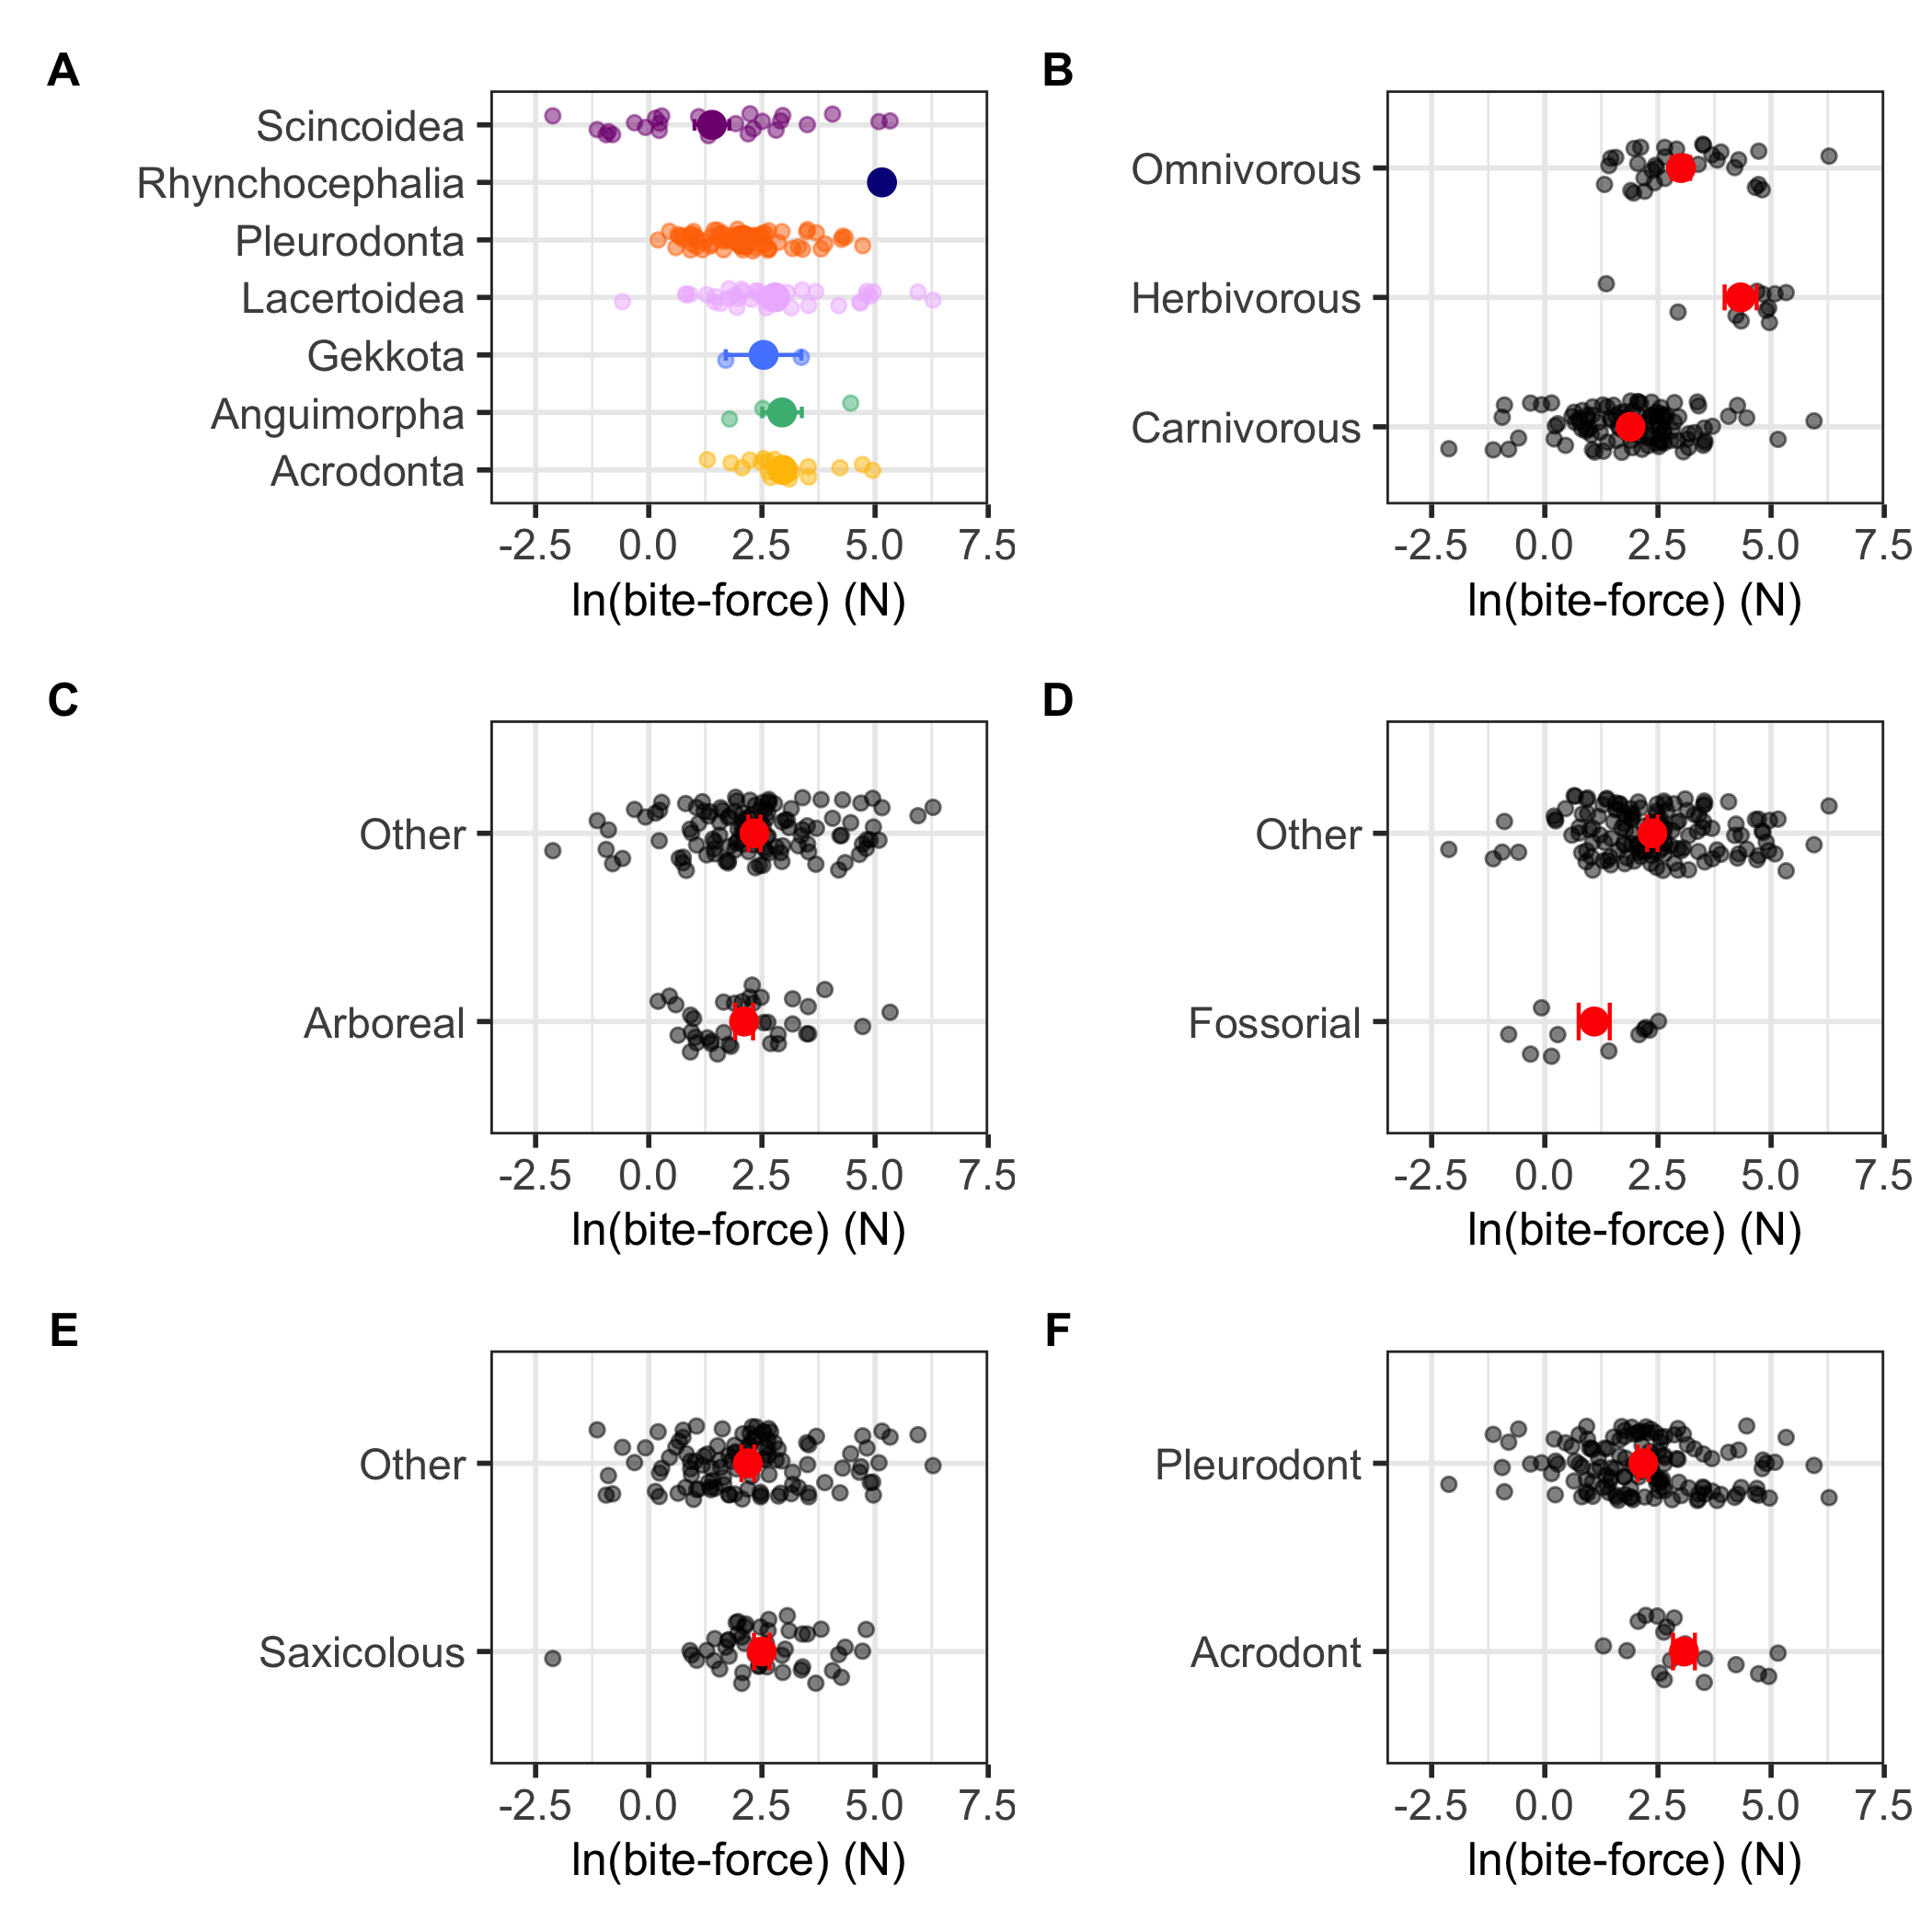 A
Scincoidea
Rhynchocephalia
Pleurodonta
Lacertoidea
Gekkota
Anguimorpha
Acrodonta
-2.5 0.0 2.5 5.0 7.5
ln(bite-force) (N)
B
Omnivorous
Herbivorous
Carnivorous
-2.5 0.0 2.5 5.0 7.5
ln(bite-force) (N)
C
Other
Arboreal
-2.5 0.0 2.5 5.0 7.5
ln(bite-force) (N)
D
Other
Fossorial
-2.5 0.0 2.5 5.0 7.5
ln(bite-force) (N)
E
Other
Saxicolous
-2.5 0.0 2.5 5.0 7.5
ln(bite-force) (N)
F
Pleurodont
Acrodont
-2.5 0.0 2.5 5.0 7.5
ln(bite-force) (N)